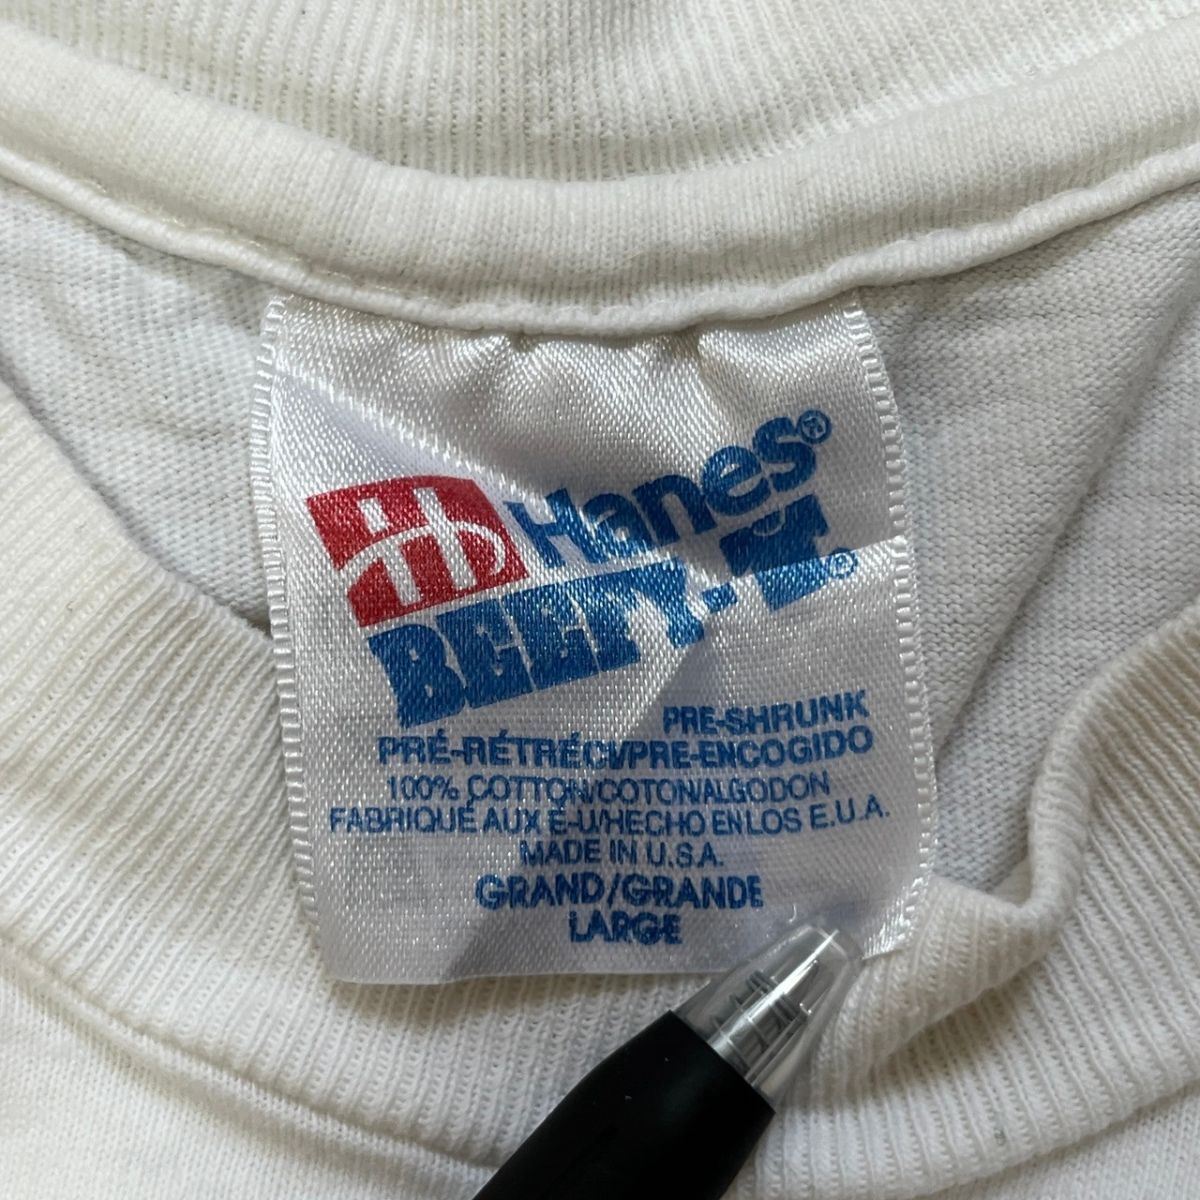 Hanes®
BEEFY-T.®
PRE-SHRUNK
PRÉ-RÉTRÉCI/PRE-ENCOGIDO
100% COTTON/COTON/ALGODON
FABRIQUÉ AUX É-U/HECHO EN LOS E.U.A.
MADE IN U.S.A.
GRAND/GRANDE
LARGE